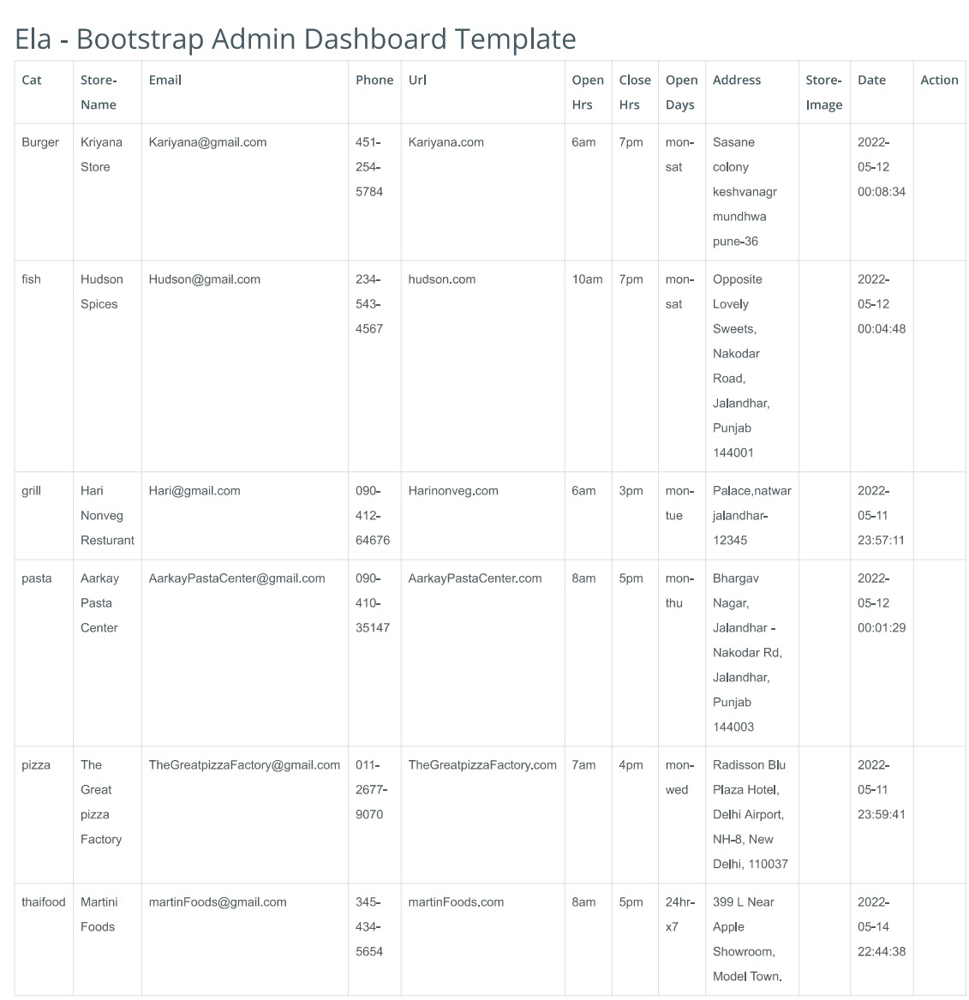 Ela - Bootstrap Admin Dashboard Template
Cat Store- Email Phone Url Open Close Open Address Store- Date Action
Name Hrs Hrs Days Image
Burger Kriyana Kariyana@gmail.com 451- Kariyana.com 6am 7pm mon- Sasane 2022-
Store 254- sat colony 05-12
5784 keshvanagr 00:08:34
mundhwa
pune-36
fish Hudson Hudson@gmail.com 234- hudson.com 10am 7pm mon- Opposite 2022-
Spices 543- sat Lovely 05-12
4567 Sweets, 00:04:48
Nakodar
Road,
Jalandhar,
Punjab
144001
grill Hari Hari@gmail.com 090- Harinonveg.com 6am 3pm mon- Palace,natwar 2022-
Nonveg 412- tue jalandhar- 05-11
Resturant 64676 12345 23:57:11
pasta Aarkay AarkayPastaCenter@gmail.com 090- AarkayPastaCenter.com 8am 5pm mon- Bhargav 2022-
Pasta 410- thu Nagar, 05-12
Center 35147 Jalandhar - 00:01:29
Nakodar Rd,
Jalandhar,
Punjab
144003
pizza The TheGreatpizzaFactory@gmail.com 011- TheGreatpizzaFactory.com 7am 4pm mon- Radisson Blu 2022-
Great 2677- wed Plaza Hotel, 05-11
pizza 9070 Delhi Airport, 23:59:41
Factory NH-8, New
Delhi, 110037
thaifood Martini martinFoods@gmail.com 345- martinFoods.com 8am 5pm 24hr- 399 L Near 2022-
Foods 434- x7 Apple 05-14
5654 Showroom, 22:44:38
Model Town.